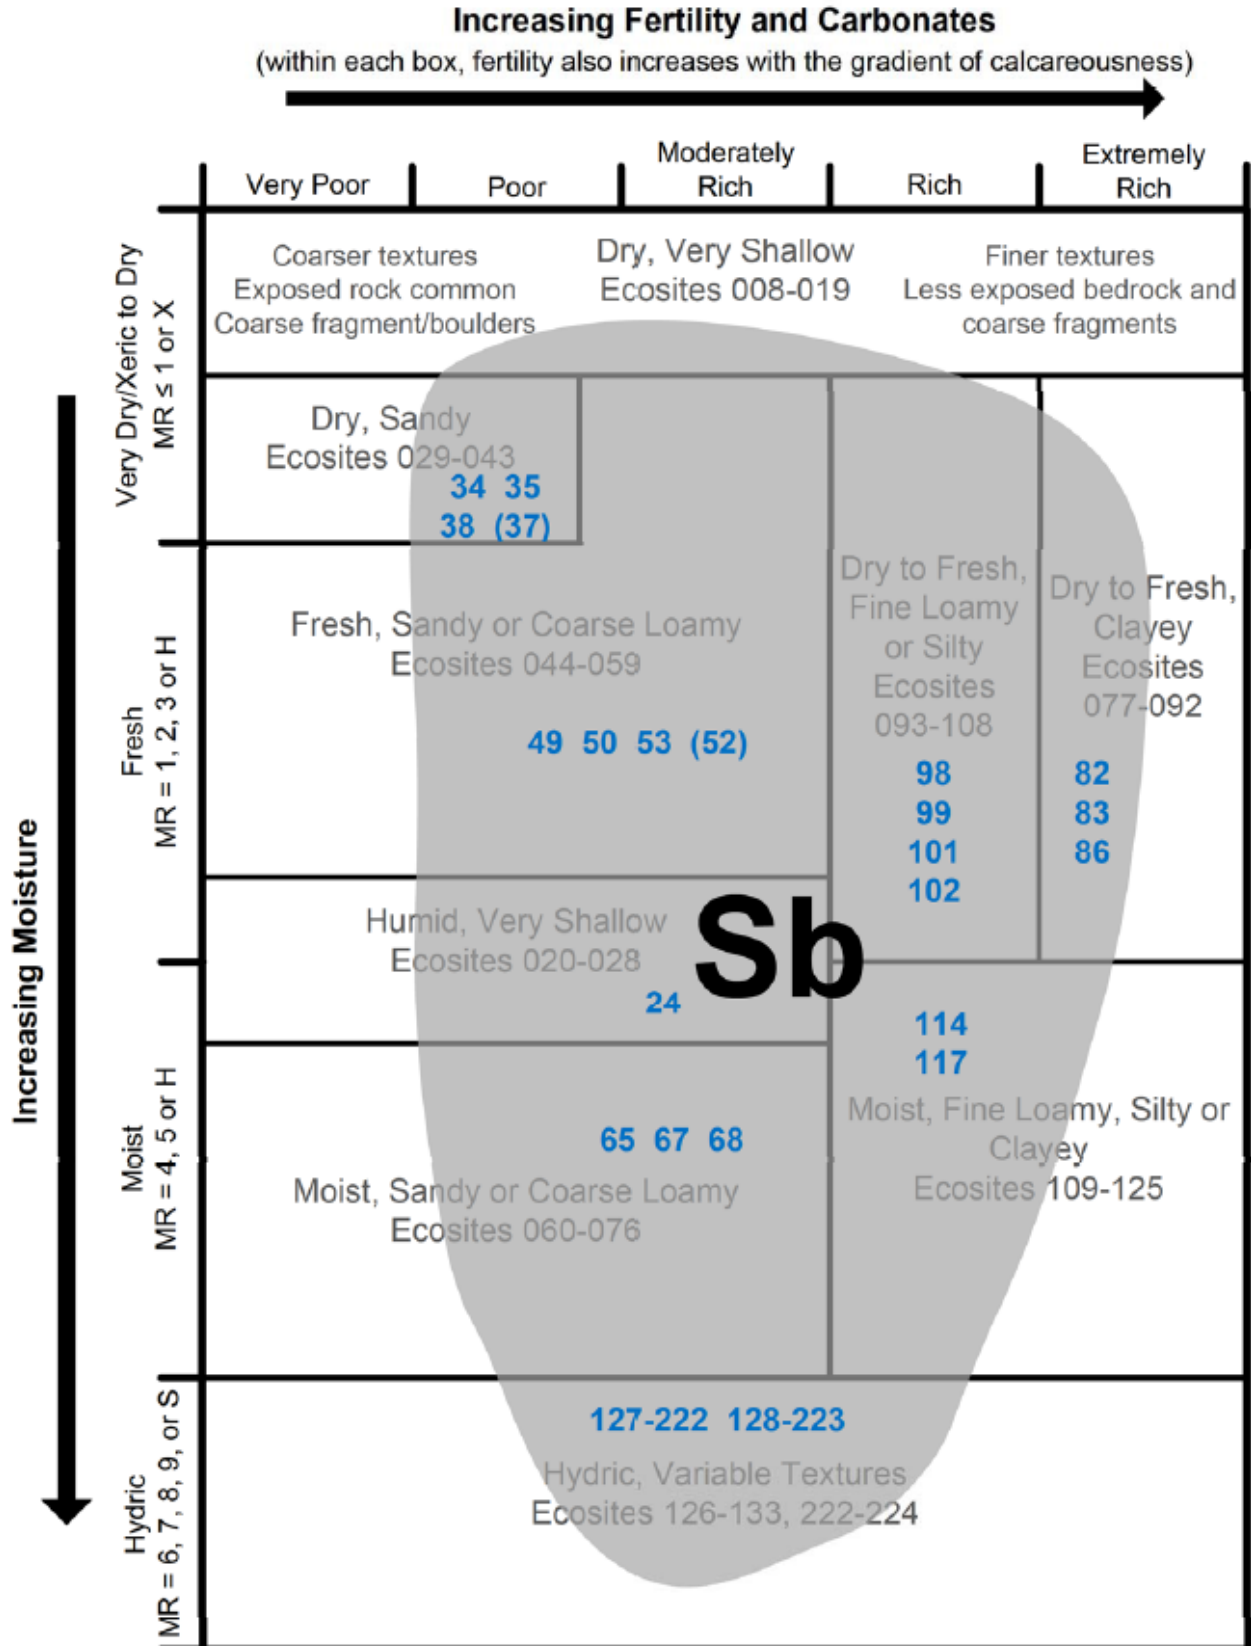 Increasing Fertility and Carbonates
(within each box, fertility also increases with the gradient of calcareousness)
Very Poor
Poor
Moderately
Rich
Rich
Extremely
Rich
Increasing Moisture
Very Dry/Xeric to Dry
MR ≤ 1 or X
Coarser textures
Exposed rock common
Coarse fragment/boulders
Dry, Very Shallow
Ecosites 008-019
Finer textures
Less exposed bedrock and
coarse fragments
Dry, Sandy
Ecosites 029-043
34 35
38 (37)
Fresh
MR = 1, 2, 3 or H
Fresh, Sandy or Coarse Loamy
Ecosites 044-059
49 50 53 (52)
Dry to Fresh,
Fine Loamy
or Silty
Ecosites
093-108
98
99
101
102
Dry to Fresh,
Clayey
Ecosites
077-092
82
83
86
Humid, Very Shallow
Ecosites 020-028
24
Sb
Moist
MR = 4, 5 or H
65 67 68
Moist, Sandy or Coarse Loamy
Ecosites 060-076
114
117
Moist, Fine Loamy, Silty or
Clayey
Ecosites 109-125
Hydric
MR = 6, 7, 8, 9, or S
127-222 128-223
Hydric, Variable Textures
Ecosites 126-133, 222-224